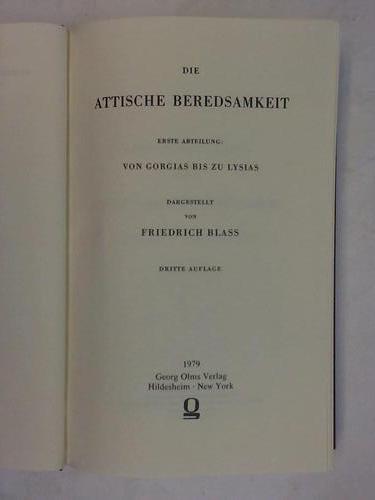 DIE
ATTISCHE BEREDSAMKEIT
ERSTE ABTEILUNG:
VON GORGIAS BIS ZU LYSIAS
DARGESTELLT
VON
FRIEDRICH BLASS
DRITTE AUFLAGE
1979
Georg Olms Verlag
Hildesheim · New York